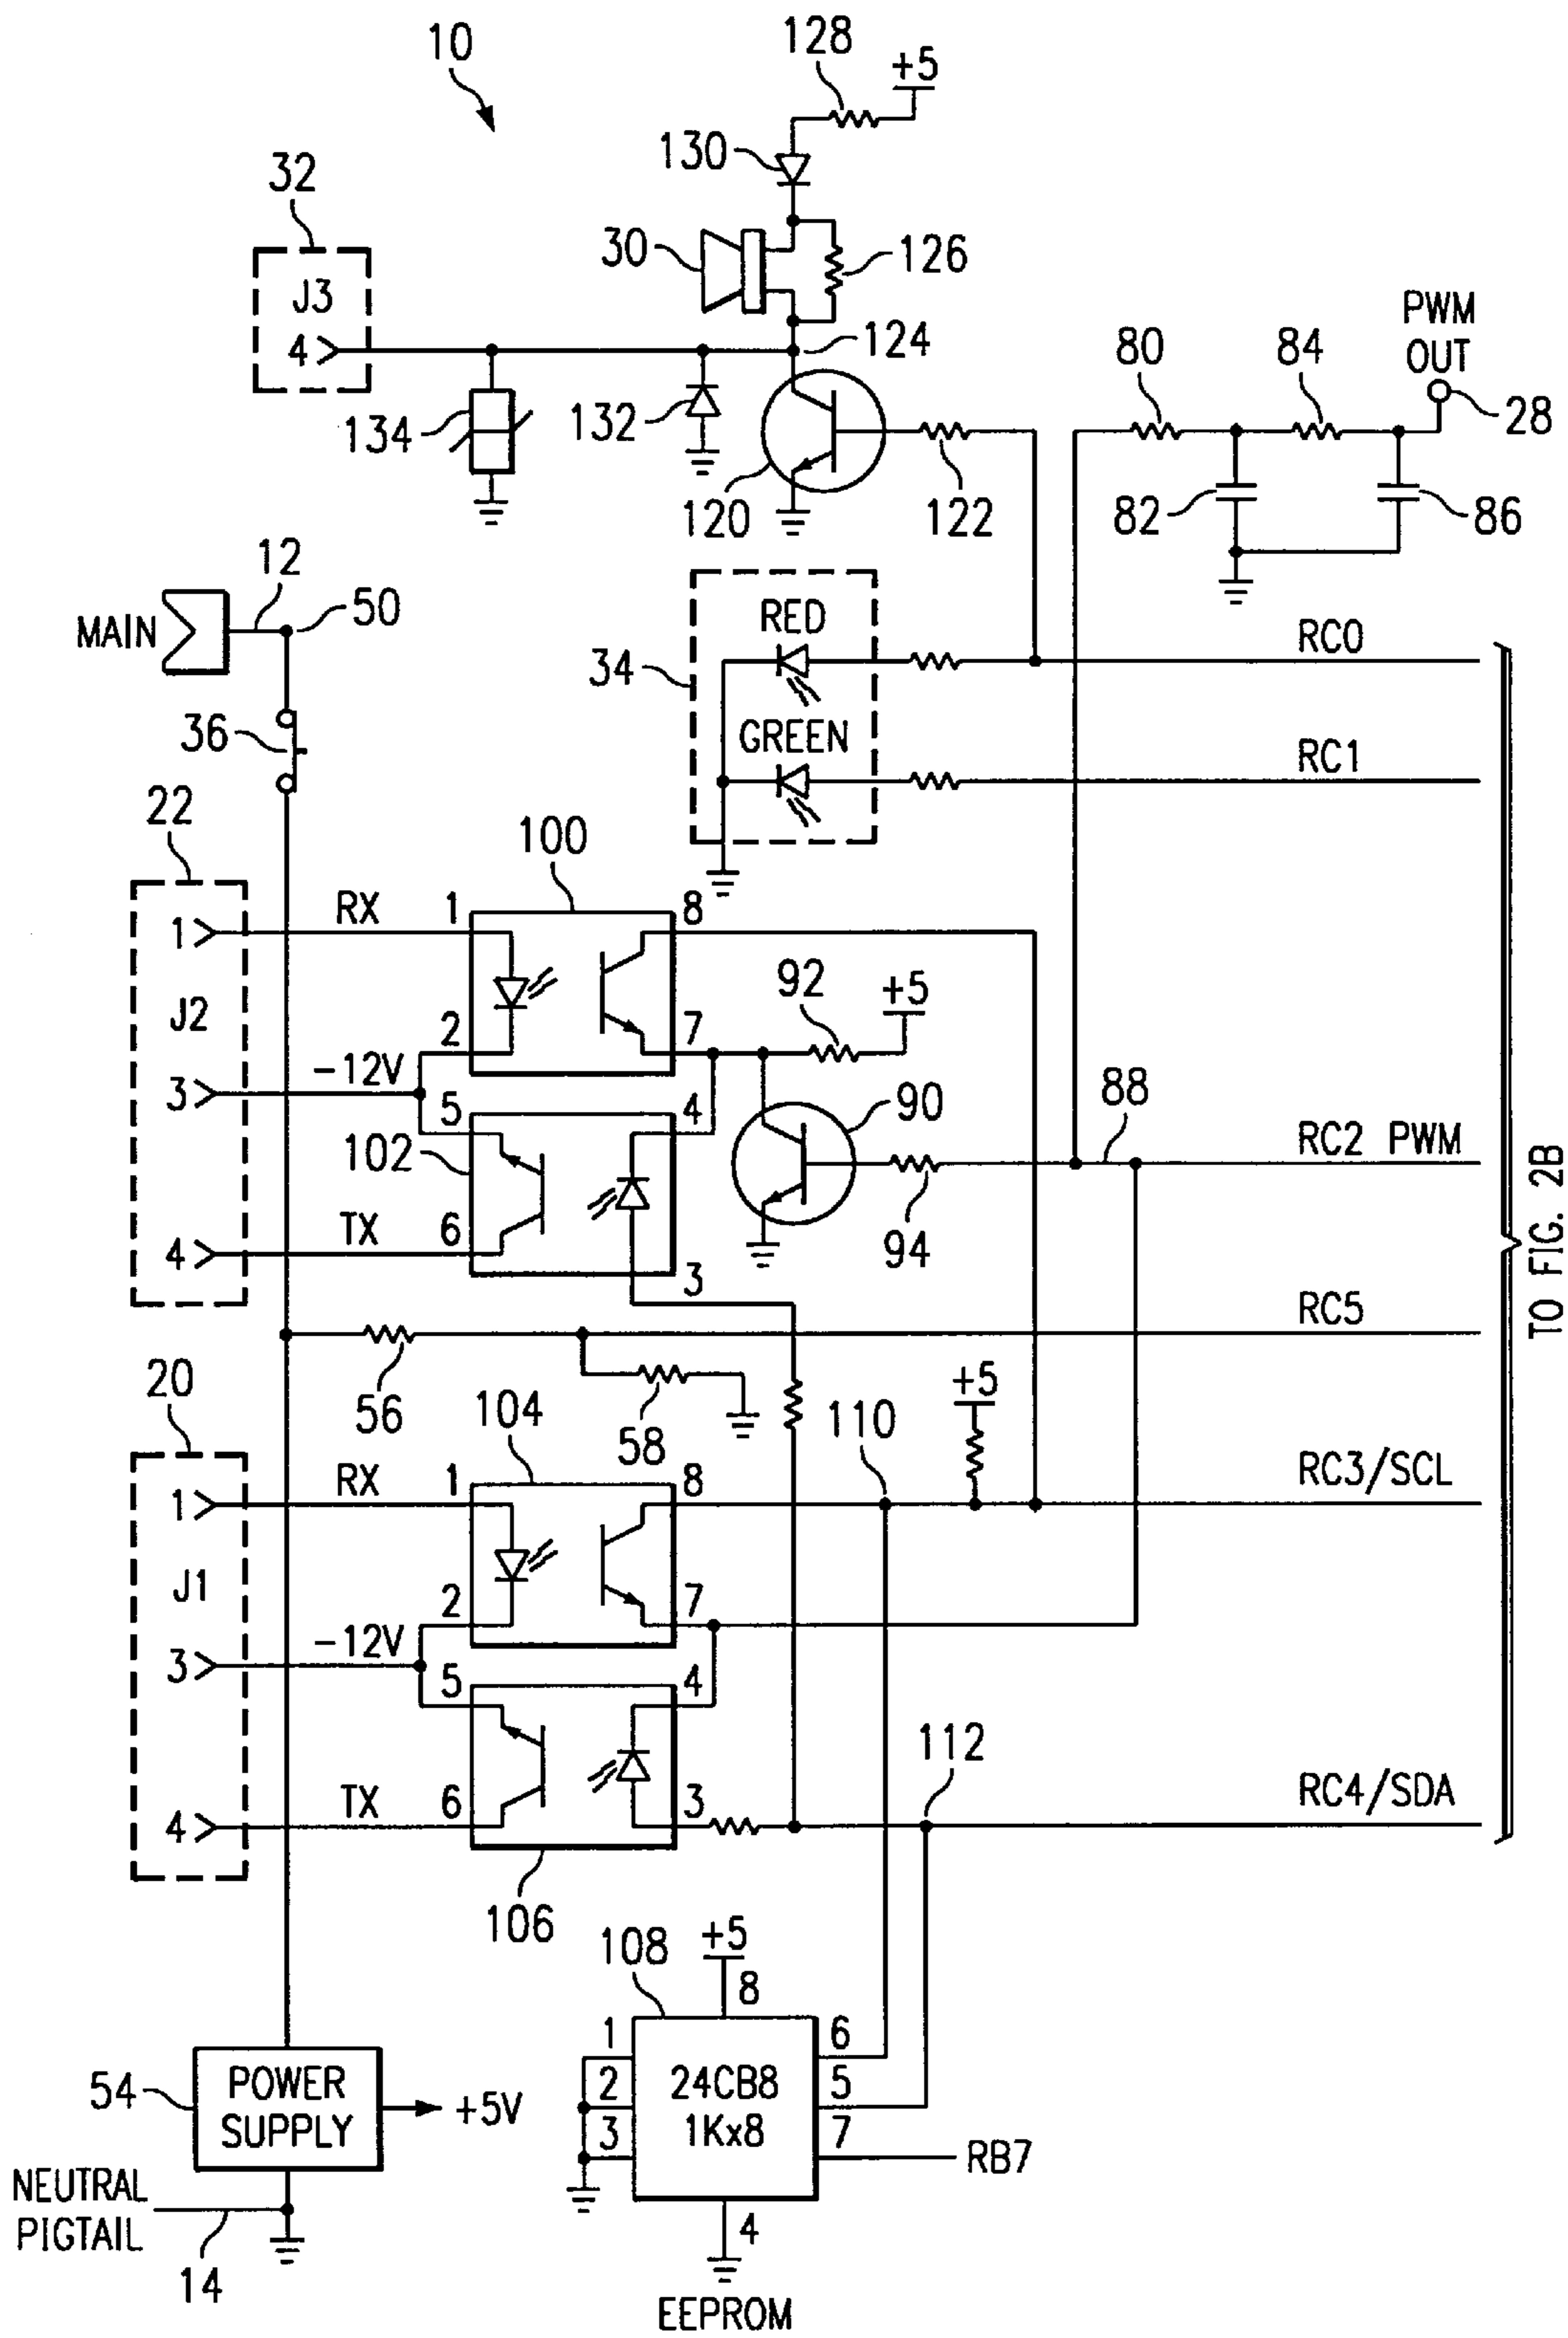 10
128
+5
130
32
J3
4
30
126
124
134
132
120
122
PWM
OUT
80
84
28
82
86
12
50
MAIN
36
34
RED
GREEN
RC0
RC1
22
100
1
RX
1
8
J2
92
+5
2
7
3
-12V
5
4
90
88
102
RC2 PWM
4
TX
6
94
3
TO FIG. 2B
RC5
20
56
104
58
110
+5
1
RX
1
8
RC3/SCL
J1
2
7
3
-12V
5
4
112
4
TX
6
3
RC4/SDA
106
108
+5
8
1
6
54
POWER
SUPPLY
+5V
2
24CB8
5
3
1Kx8
7
RB7
NEUTRAL
PIGTAIL
14
4
EEPROM